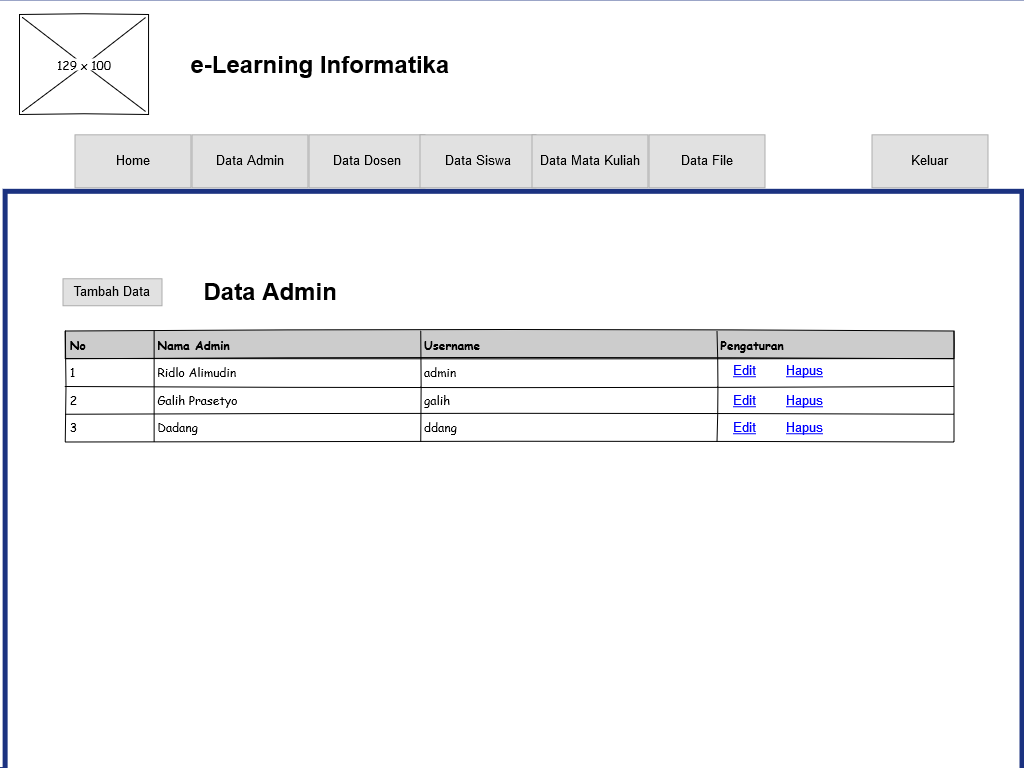 129 x 100
e-Learning Informatika
Home Data Admin Data Dosen Data Siswa Data Mata Kuliah Data File Keluar
Tambah Data Data Admin
No Nama Admin Username Pengaturan
1 Ridlo Alimudin admin Edit Hapus
2 Galih Prasetyo galih Edit Hapus
3 Dadang ddang Edit Hapus